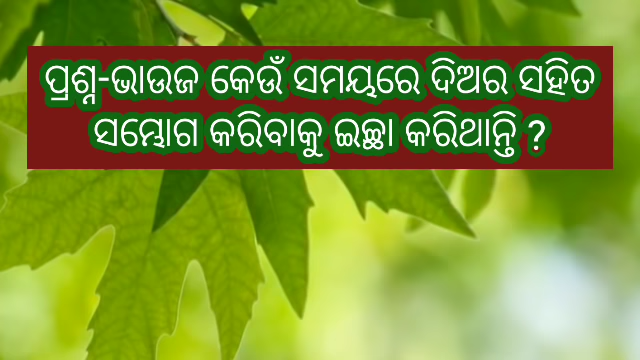 ପ୍ରଶ୍ନ-ଭାଉଜ କେଉଁ ସମୟରେ ଦିଅର ସହିତ
ସମ୍ଭୋଗ କରିବାକୁ ଇଚ୍ଛା କରିଥାନ୍ତି ?